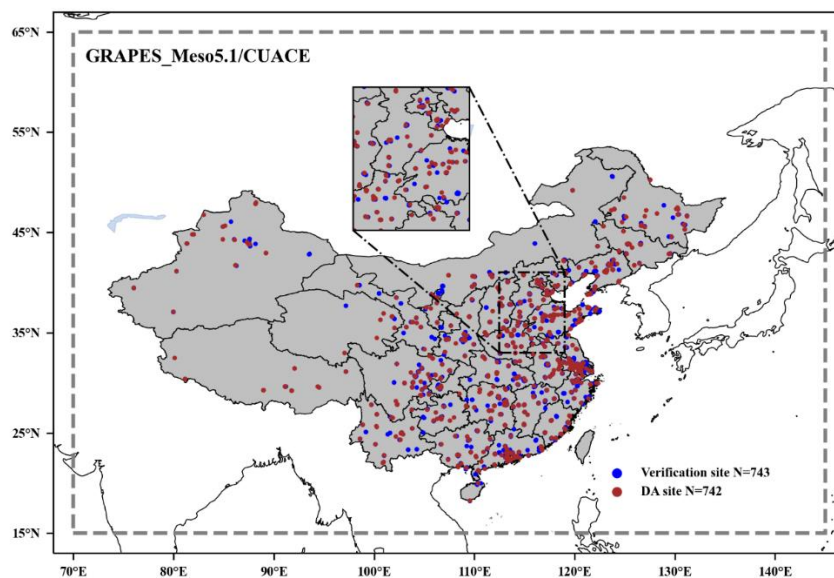 65°N
GRAPES_Meso5.1/CUACE
55°N
45°N
35°N
25°N
Verification site N=743
DA site N=742
15°N
70°E 80°E 90°E 100°E 110°E 120°E 130°E 140°E